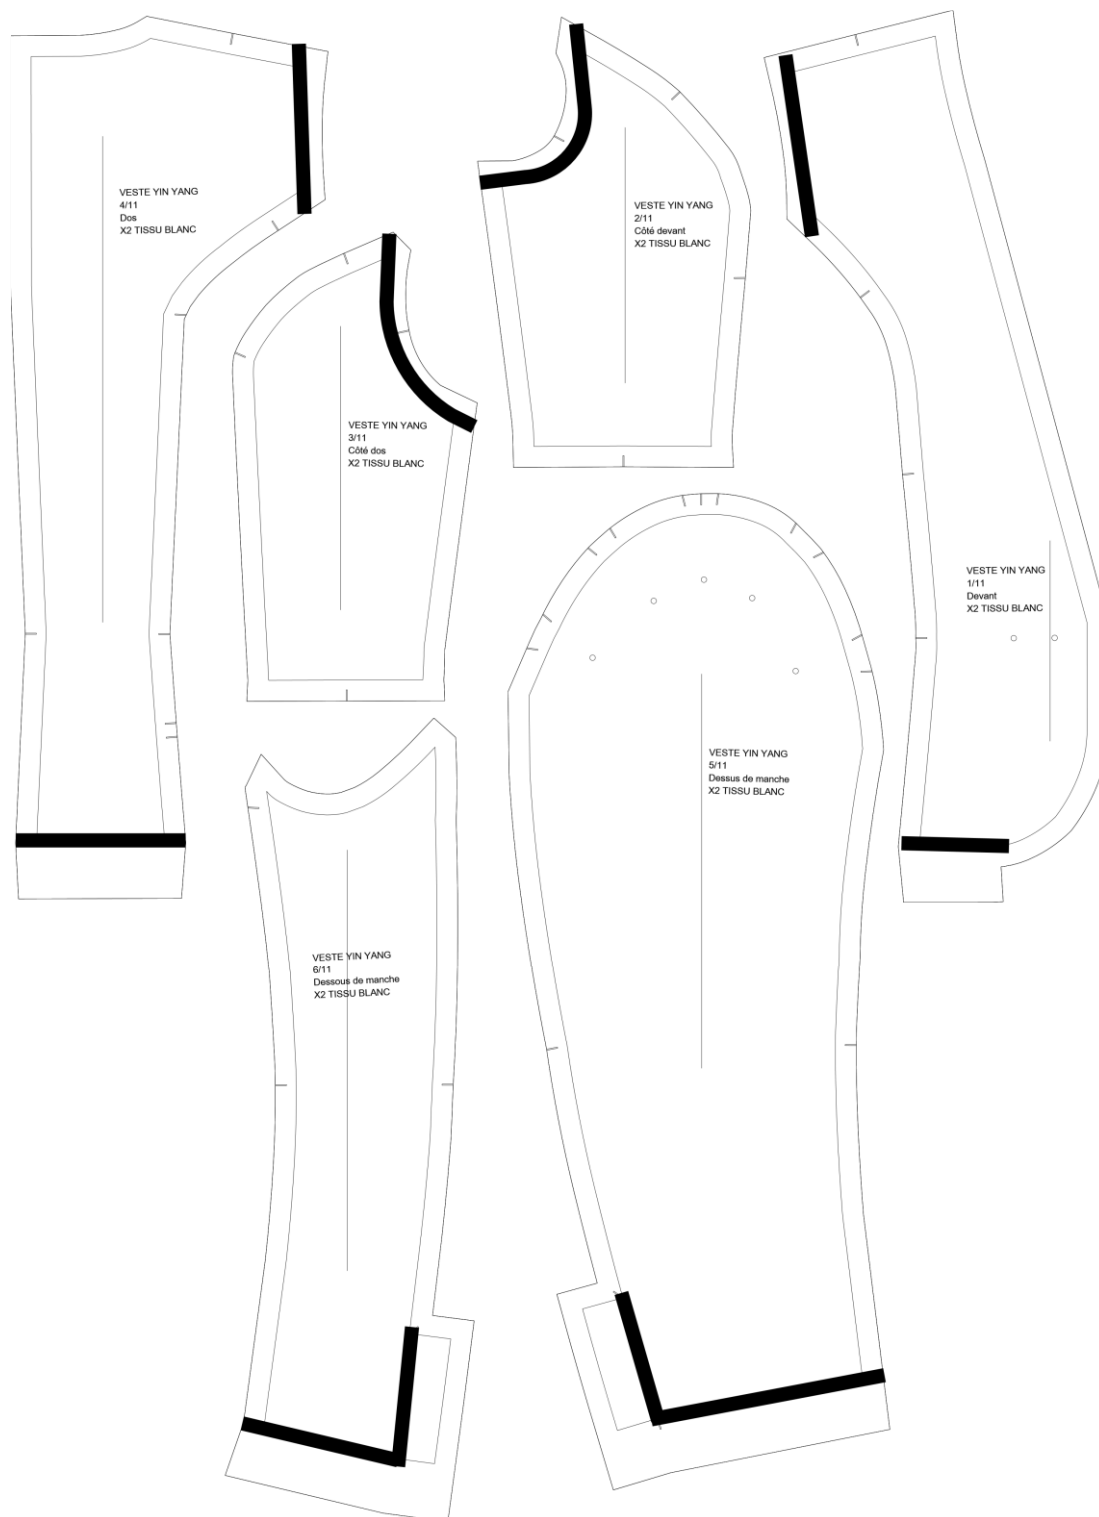 VESTE YIN YANG
4/11
Dos
X2 TISSU BLANC
VESTE YIN YANG
2/11
Côté devant
X2 TISSU BLANC
VESTE YIN YANG
3/11
Côté dos
X2 TISSU BLANC
VESTE YIN YANG
1/11
Devant
X2 TISSU BLANC
VESTE YIN YANG
5/11
Dessus de manche
X2 TISSU BLANC
VESTE YIN YANG
6/11
Dessous de manche
X2 TISSU BLANC